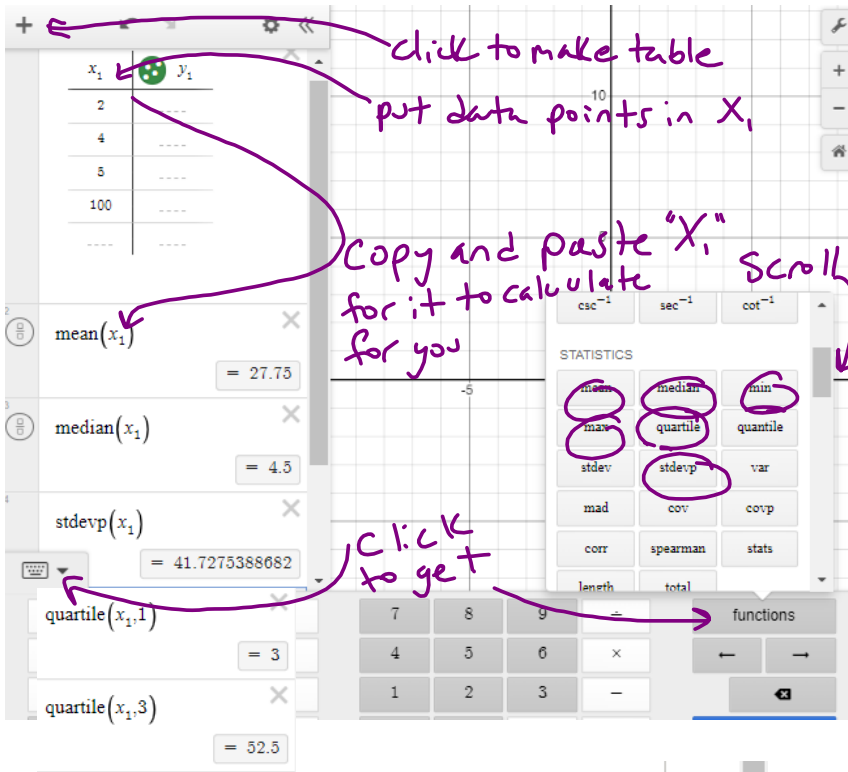 +
click to make table
x₁ y₁
put data points in X₁
2
4
5
100
10
Copy and paste "X₁"
for it to calculate
for you
Scroll
csc⁻¹ sec⁻¹ cot⁻¹
STATISTICS
mean median min
max quartile quantile
stdev stdevp var
mad cov covp
corr spearman stats
length total
-5
2
mean(x₁)
= 27.75
3
median(x₁)
= 4.5
4
stdevp(x₁)
= 41.7275388682
click
to get
functions
quartile(x₁,1)
= 3
quartile(x₁,3)
= 52.5
7 8 9 ÷
4 5 6 × ← →
1 2 3 −